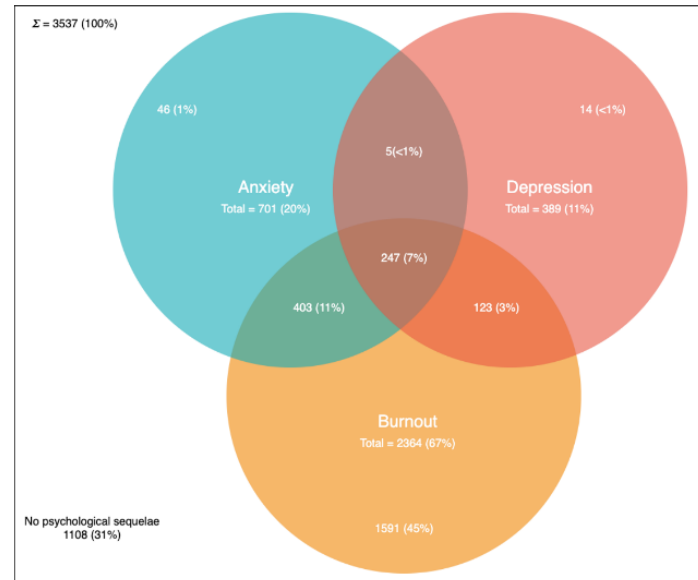 Σ = 3537 (100%)
46 (1%)
14 (<1%)
5(<1%)
Anxiety
Total = 701 (20%)
Depression
Total = 389 (11%)
247 (7%)
403 (11%)
123 (3%)
Burnout
Total = 2364 (67%)
No psychological sequelae
1108 (31%)
1591 (45%)